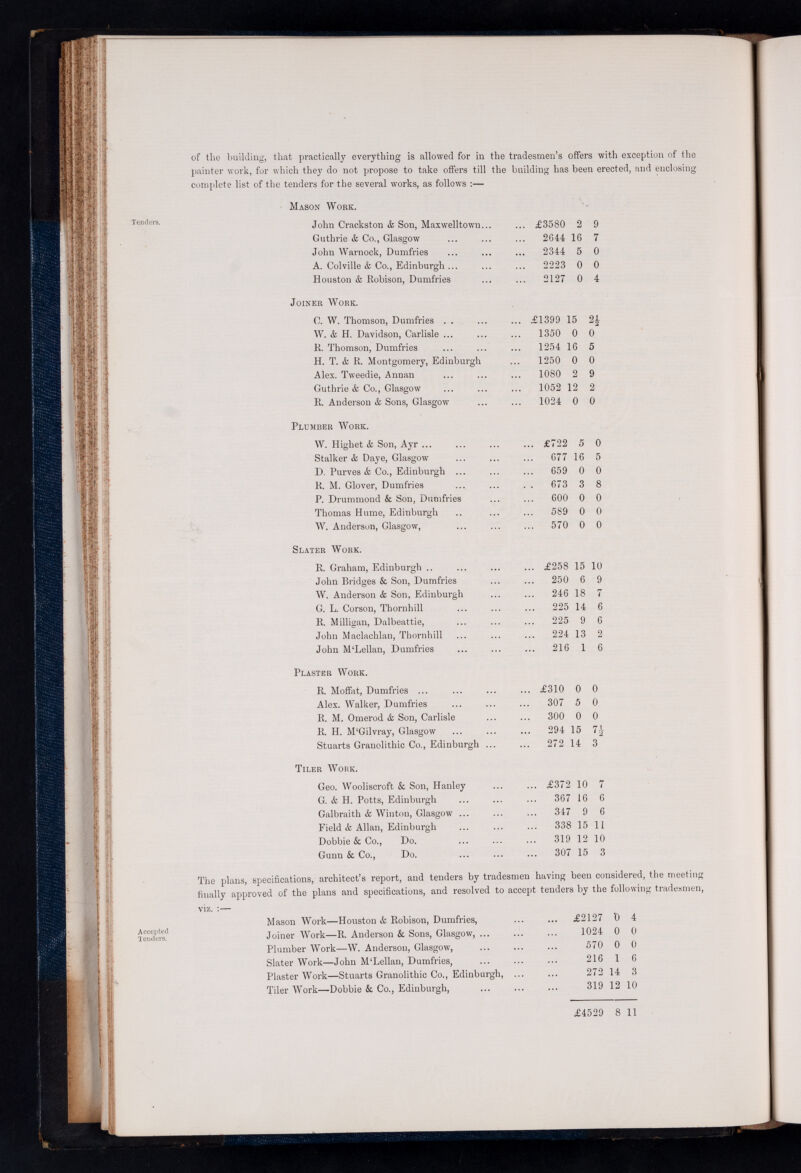 of the building, that practically everything is allowed for in the tradesmen's offers with exception of the
painter work, for which they do not propose to take offers till the building has been erected, and enclosing
complete list of the tenders for the several works, as follows :—
Mason Work.
Tenders.
John Crackston & Son, Maxwelltown... ... £3580 2 9
Guthrie & Co., Glasgow ... ... ... 2644 16 7
John Warnock, Dumfries ... ... ... 2344 5 0
A. Colville & Co., Edinburgh ... ... 2223 0 0
Houston & Robison, Dumfries ... ... 2127 0 4
Joiner Work.
C. W. Thomson, Dumfries . . ... ... £1399 15 2½
W. & H. Davidson, Carlisle ... ... ... 1350 0 0
R. Thomson, Dumfries ... ... ... 1254 16 5
H. T. & R. Montgomery, Edinburgh ... 1250 0 0
Alex. Tweedie, Annan ... ... ... 1080 2 9
Guthrie & Co., Glasgow ... ... ... 1052 12 2
R. Anderson & Sons, Glasgow ... ... 1024 0 0
Plumber Work.
W. Highet & Son, Ayr ... ... ... ... £722 5 0
Stalker & Daye, Glasgow ... ... ... 677 16 5
D. Purves & Co., Edinburgh ... ... ... 659 0 0
R. M. Glover, Dumfries ... ... . . 673 3 8
P. Drummond & Son, Dumfries ... ... 600 0 0
Thomas Hume, Edinburgh .. ... ... 589 0 0
W. Anderson, Glasgow, ... ... ... 570 0 0
Slater Work.
R. Graham, Edinburgh .. ... ... ... £258 15 10
John Bridges & Son, Dumfries ... ... 250 6 9
W. Anderson & Son, Edinburgh ... ... 246 18 7
G. L. Corson, Thornhill ... ... ... 225 14 6
R. Milligan, Dalbeattie, ... ... ... 225 9 6
John Maclachlan, Thornhill ... ... ... 224 13 2
John M‘Lellan, Dumfries ... ... ... 216 1 6
Plaster Work.
R. Moffat, Dumfries ... ... ... ... £310 0 0
Alex. Walker, Dumfries ... ... ... 307 5 0
R. M. Omerod & Son, Carlisle ... ... 300 0 0
R. H. M‘Gilvray, Glasgow ... ... ... 294 15 7½
Stuarts Granolithic Co., Edinburgh ... ... 272 14 3
Tiler Work.
Geo. Wooliscroft & Son, Hanley ... ... £372 10 7
G. & H. Potts, Edinburgh ... ... ... 367 16 6
Galbraith & Winton, Glasgow ... ... ... 347 9 6
Field & Allan, Edinburgh ... ... ... 338 15 11
Dobbie & Co., Do. ... ... ... 319 12 10
Gunn & Co., Do. ... ... ... 307 15 3
The plans, specifications, architect's report, and tenders by tradesmen having been considered, the meeting
finally approved of the plans and specifications, and resolved to accept tenders by the following tradesmen,
viz. :—
Accepted
Tenders.
Mason Work—Houston & Robison, Dumfries, ... ... £2127 0 4
Joiner Work—R. Anderson & Sons, Glasgow, ... ... ... 1024 0 0
Plumber Work—W. Anderson, Glasgow, ... ... ... 570 0 0
Slater Work—John M‘Lellan, Dumfries, ... ... ... 216 1 6
Plaster Work—Stuarts Granolithic Co., Edinburgh, ... ... 272 14 3
Tiler Work—Dobbie & Co., Edinburgh, ... ... ... 319 12 10
£4529 8 11